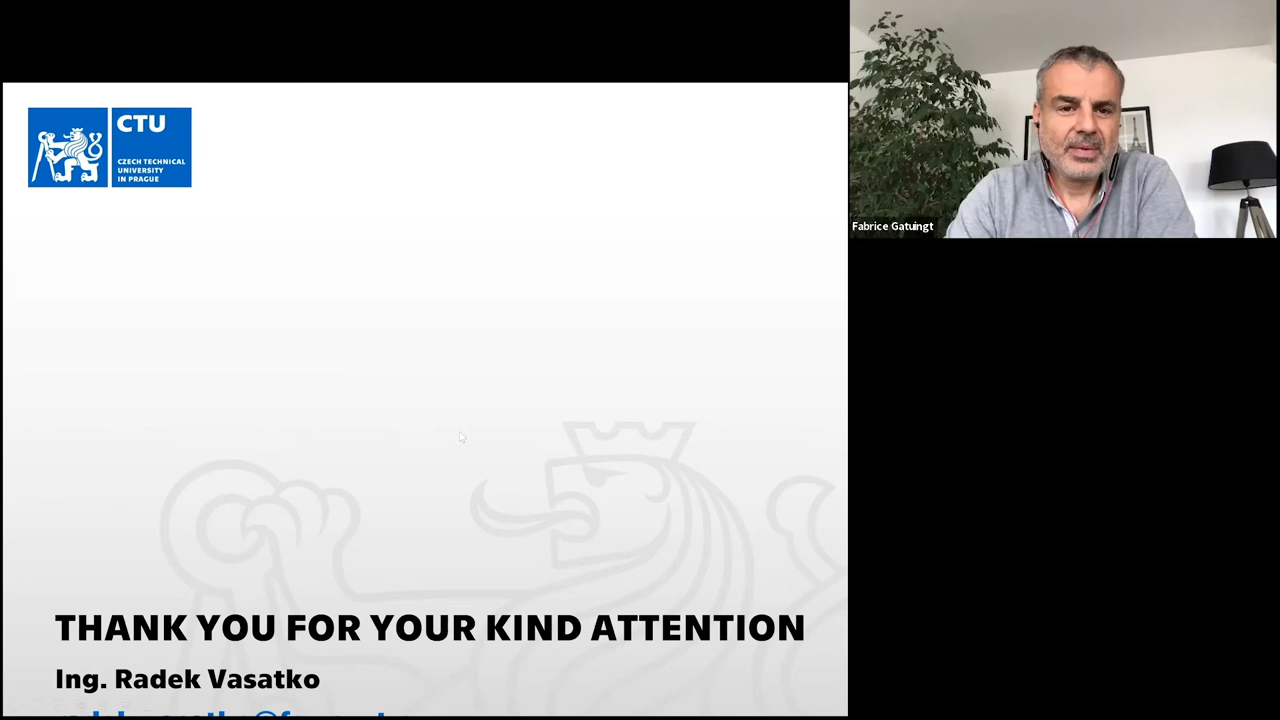 CTU
CZECH TECHNICAL
UNIVERSITY
IN PRAGUE
Fabrice Gatuingt
THANK YOU FOR YOUR KIND ATTENTION
Ing. Radek Vasatko